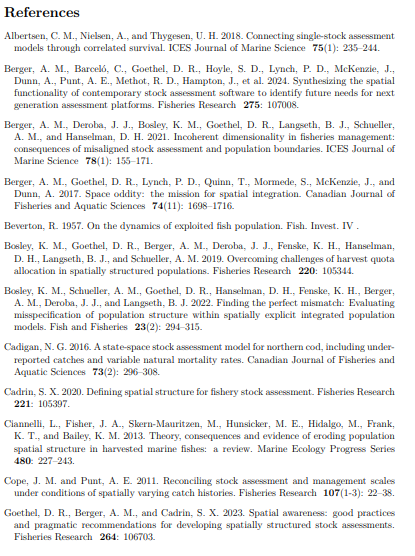 References
Albertsen, C. M., Nielsen, A., and Thygesen, U. H. 2018. Connecting single-stock assessment
models through correlated survival. ICES Journal of Marine Science 75(1): 235–244.
Berger, A. M., Barceló, C., Goethel, D. R., Hoyle, S. D., Lynch, P. D., McKenzie, J.,
Dunn, A., Punt, A. E., Methot, R. D., Hampton, J., et al. 2024. Synthesizing the spatial
functionality of contemporary stock assessment software to identify future needs for next
generation assessment platforms. Fisheries Research 275: 107008.
Berger, A. M., Deroba, J. J., Bosley, K. M., Goethel, D. R., Langseth, B. J., Schueller,
A. M., and Hanselman, D. H. 2021. Incoherent dimensionality in fisheries management:
consequences of misaligned stock assessment and population boundaries. ICES Journal of
Marine Science 78(1): 155–171.
Berger, A. M., Goethel, D. R., Lynch, P. D., Quinn, T., Mormede, S., McKenzie, J., and
Dunn, A. 2017. Space oddity: the mission for spatial integration. Canadian Journal of
Fisheries and Aquatic Sciences 74(11): 1698–1716.
Beverton, R. 1957. On the dynamics of exploited fish population. Fish. Invest. IV .
Bosley, K. M., Goethel, D. R., Berger, A. M., Deroba, J. J., Fenske, K. H., Hanselman,
D. H., Langseth, B. J., and Schueller, A. M. 2019. Overcoming challenges of harvest quota
allocation in spatially structured populations. Fisheries Research 220: 105344.
Bosley, K. M., Schueller, A. M., Goethel, D. R., Hanselman, D. H., Fenske, K. H., Berger,
A. M., Deroba, J. J., and Langseth, B. J. 2022. Finding the perfect mismatch: Evaluating
misspecification of population structure within spatially explicit integrated population
models. Fish and Fisheries 23(2): 294–315.
Cadigan, N. G. 2016. A state-space stock assessment model for northern cod, including under-
reported catches and variable natural mortality rates. Canadian Journal of Fisheries and
Aquatic Sciences 73(2): 296–308.
Cadrin, S. X. 2020. Defining spatial structure for fishery stock assessment. Fisheries Research
221: 105397.
Ciannelli, L., Fisher, J. A., Skern-Mauritzen, M., Hunsicker, M. E., Hidalgo, M., Frank,
K. T., and Bailey, K. M. 2013. Theory, consequences and evidence of eroding population
spatial structure in harvested marine fishes: a review. Marine Ecology Progress Series
480: 227–243.
Cope, J. M. and Punt, A. E. 2011. Reconciling stock assessment and management scales
under conditions of spatially varying catch histories. Fisheries Research 107(1-3): 22–38.
Goethel, D. R., Berger, A. M., and Cadrin, S. X. 2023. Spatial awareness: good practices
and pragmatic recommendations for developing spatially structured stock assessments.
Fisheries Research 264: 106703.